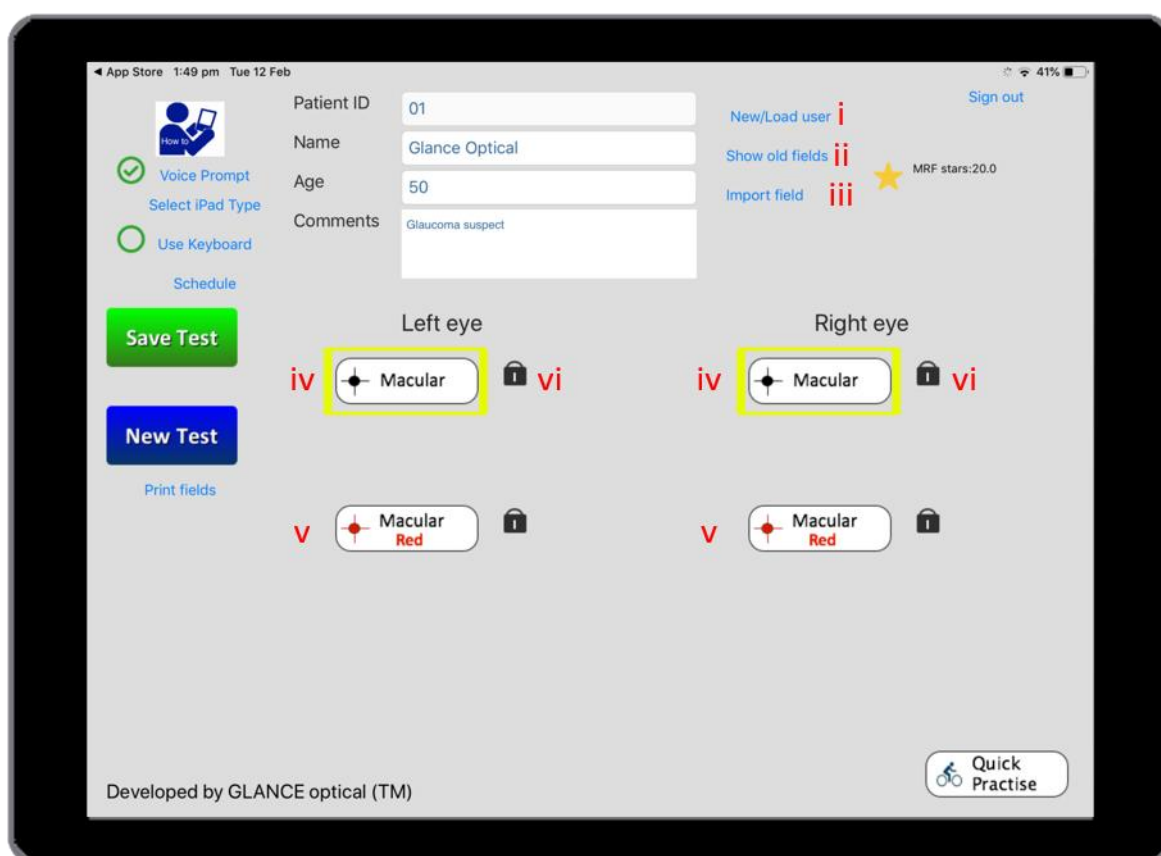 ◀ App Store 1:49 pm Tue 12 Feb 41%
Sign out
How to
Patient ID 01
New/Load user i
Name Glance Optical
Show old fields ii
MRF stars:20.0
Voice Prompt
Age 50
Import field iii
Select iPad Type
Comments Glaucoma suspect
Use Keyboard
Schedule
Save Test
Left eye Right eye
iv Macular vi iv Macular vi
New Test
Print fields
v Macular Red v Macular Red
Quick Practise
Developed by GLANCE optical (TM)